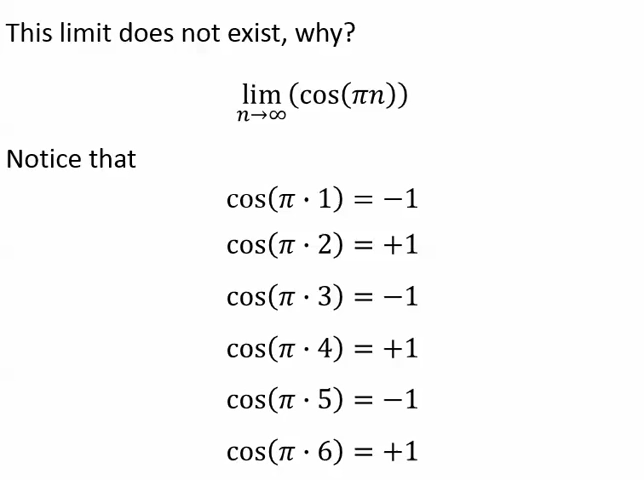 This limit does not exist, why?
lim (cos(πn))
n→∞
Notice that
cos(π · 1) = −1
cos(π · 2) = +1
cos(π · 3) = −1
cos(π · 4) = +1
cos(π · 5) = −1
cos(π · 6) = +1